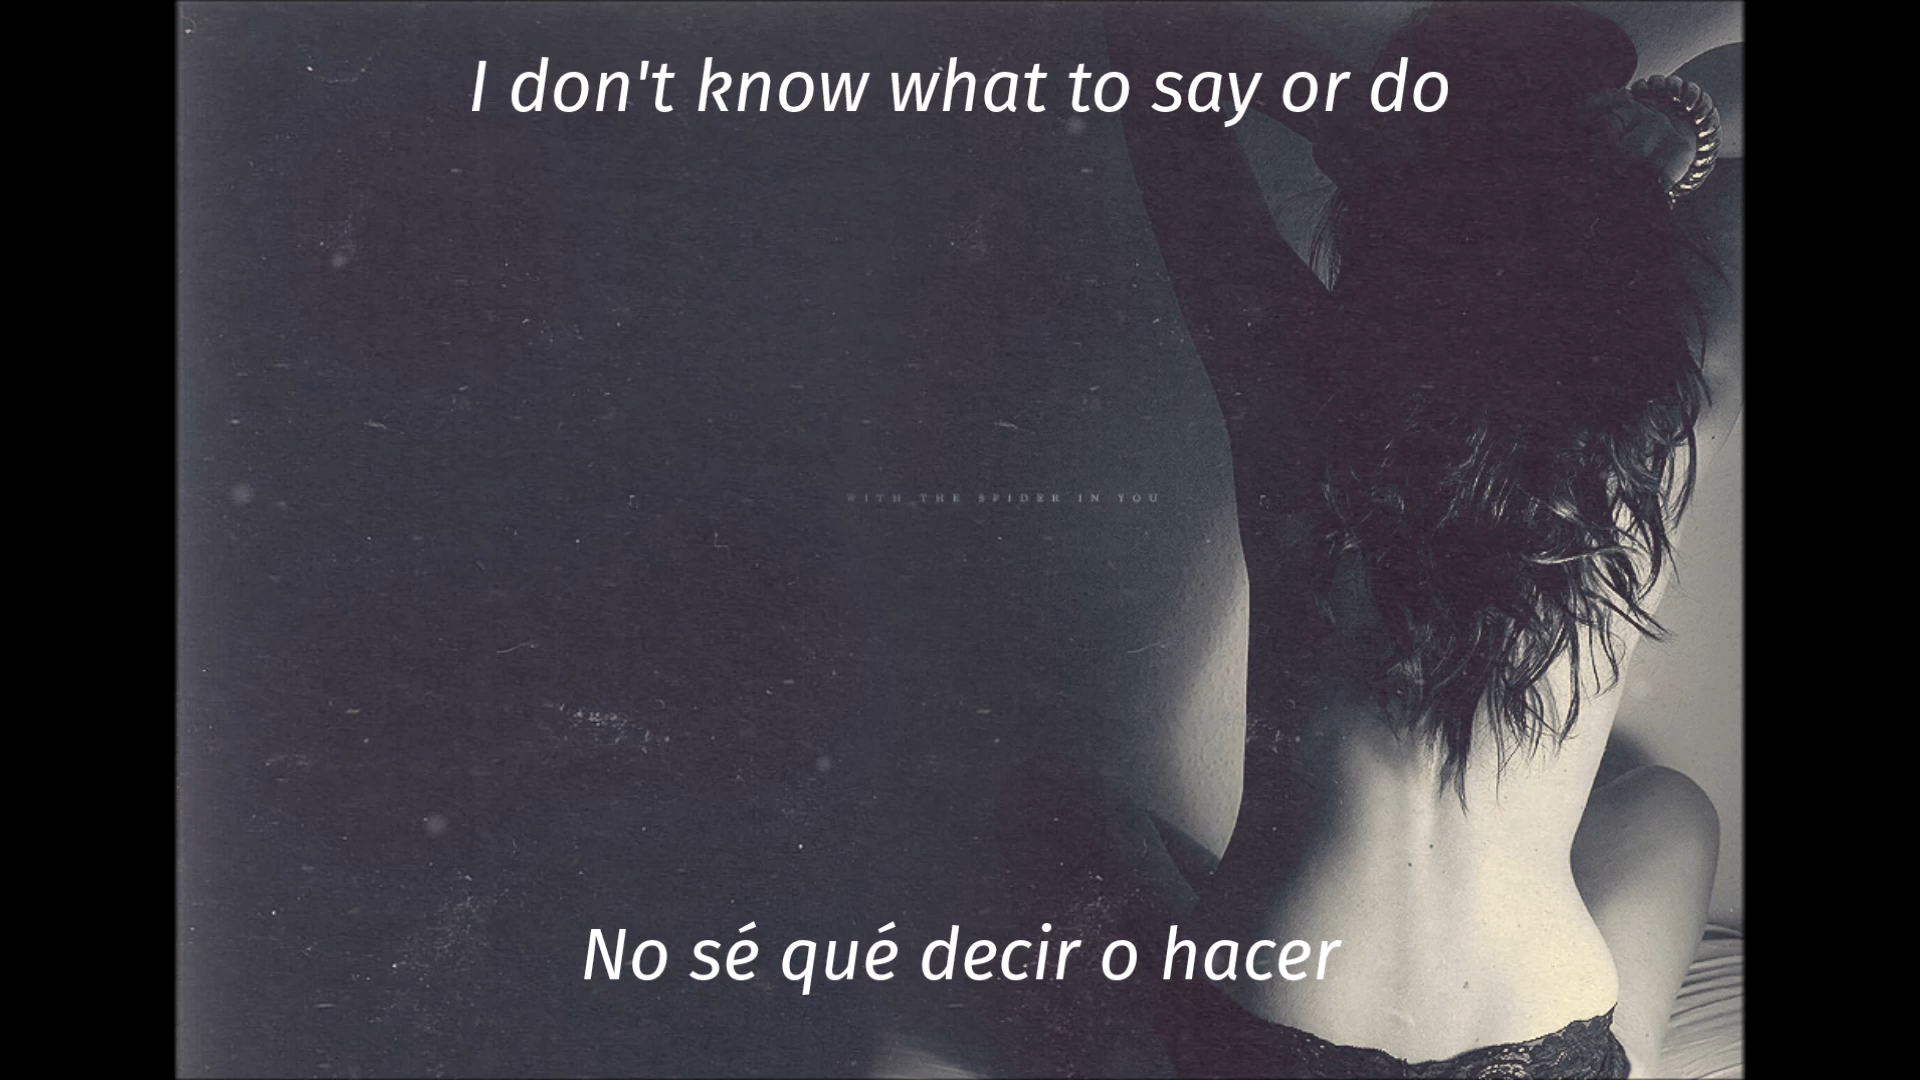 I don't know what to say or do
WITH THE SPIDER IN YOU
No sé qué decir o hacer